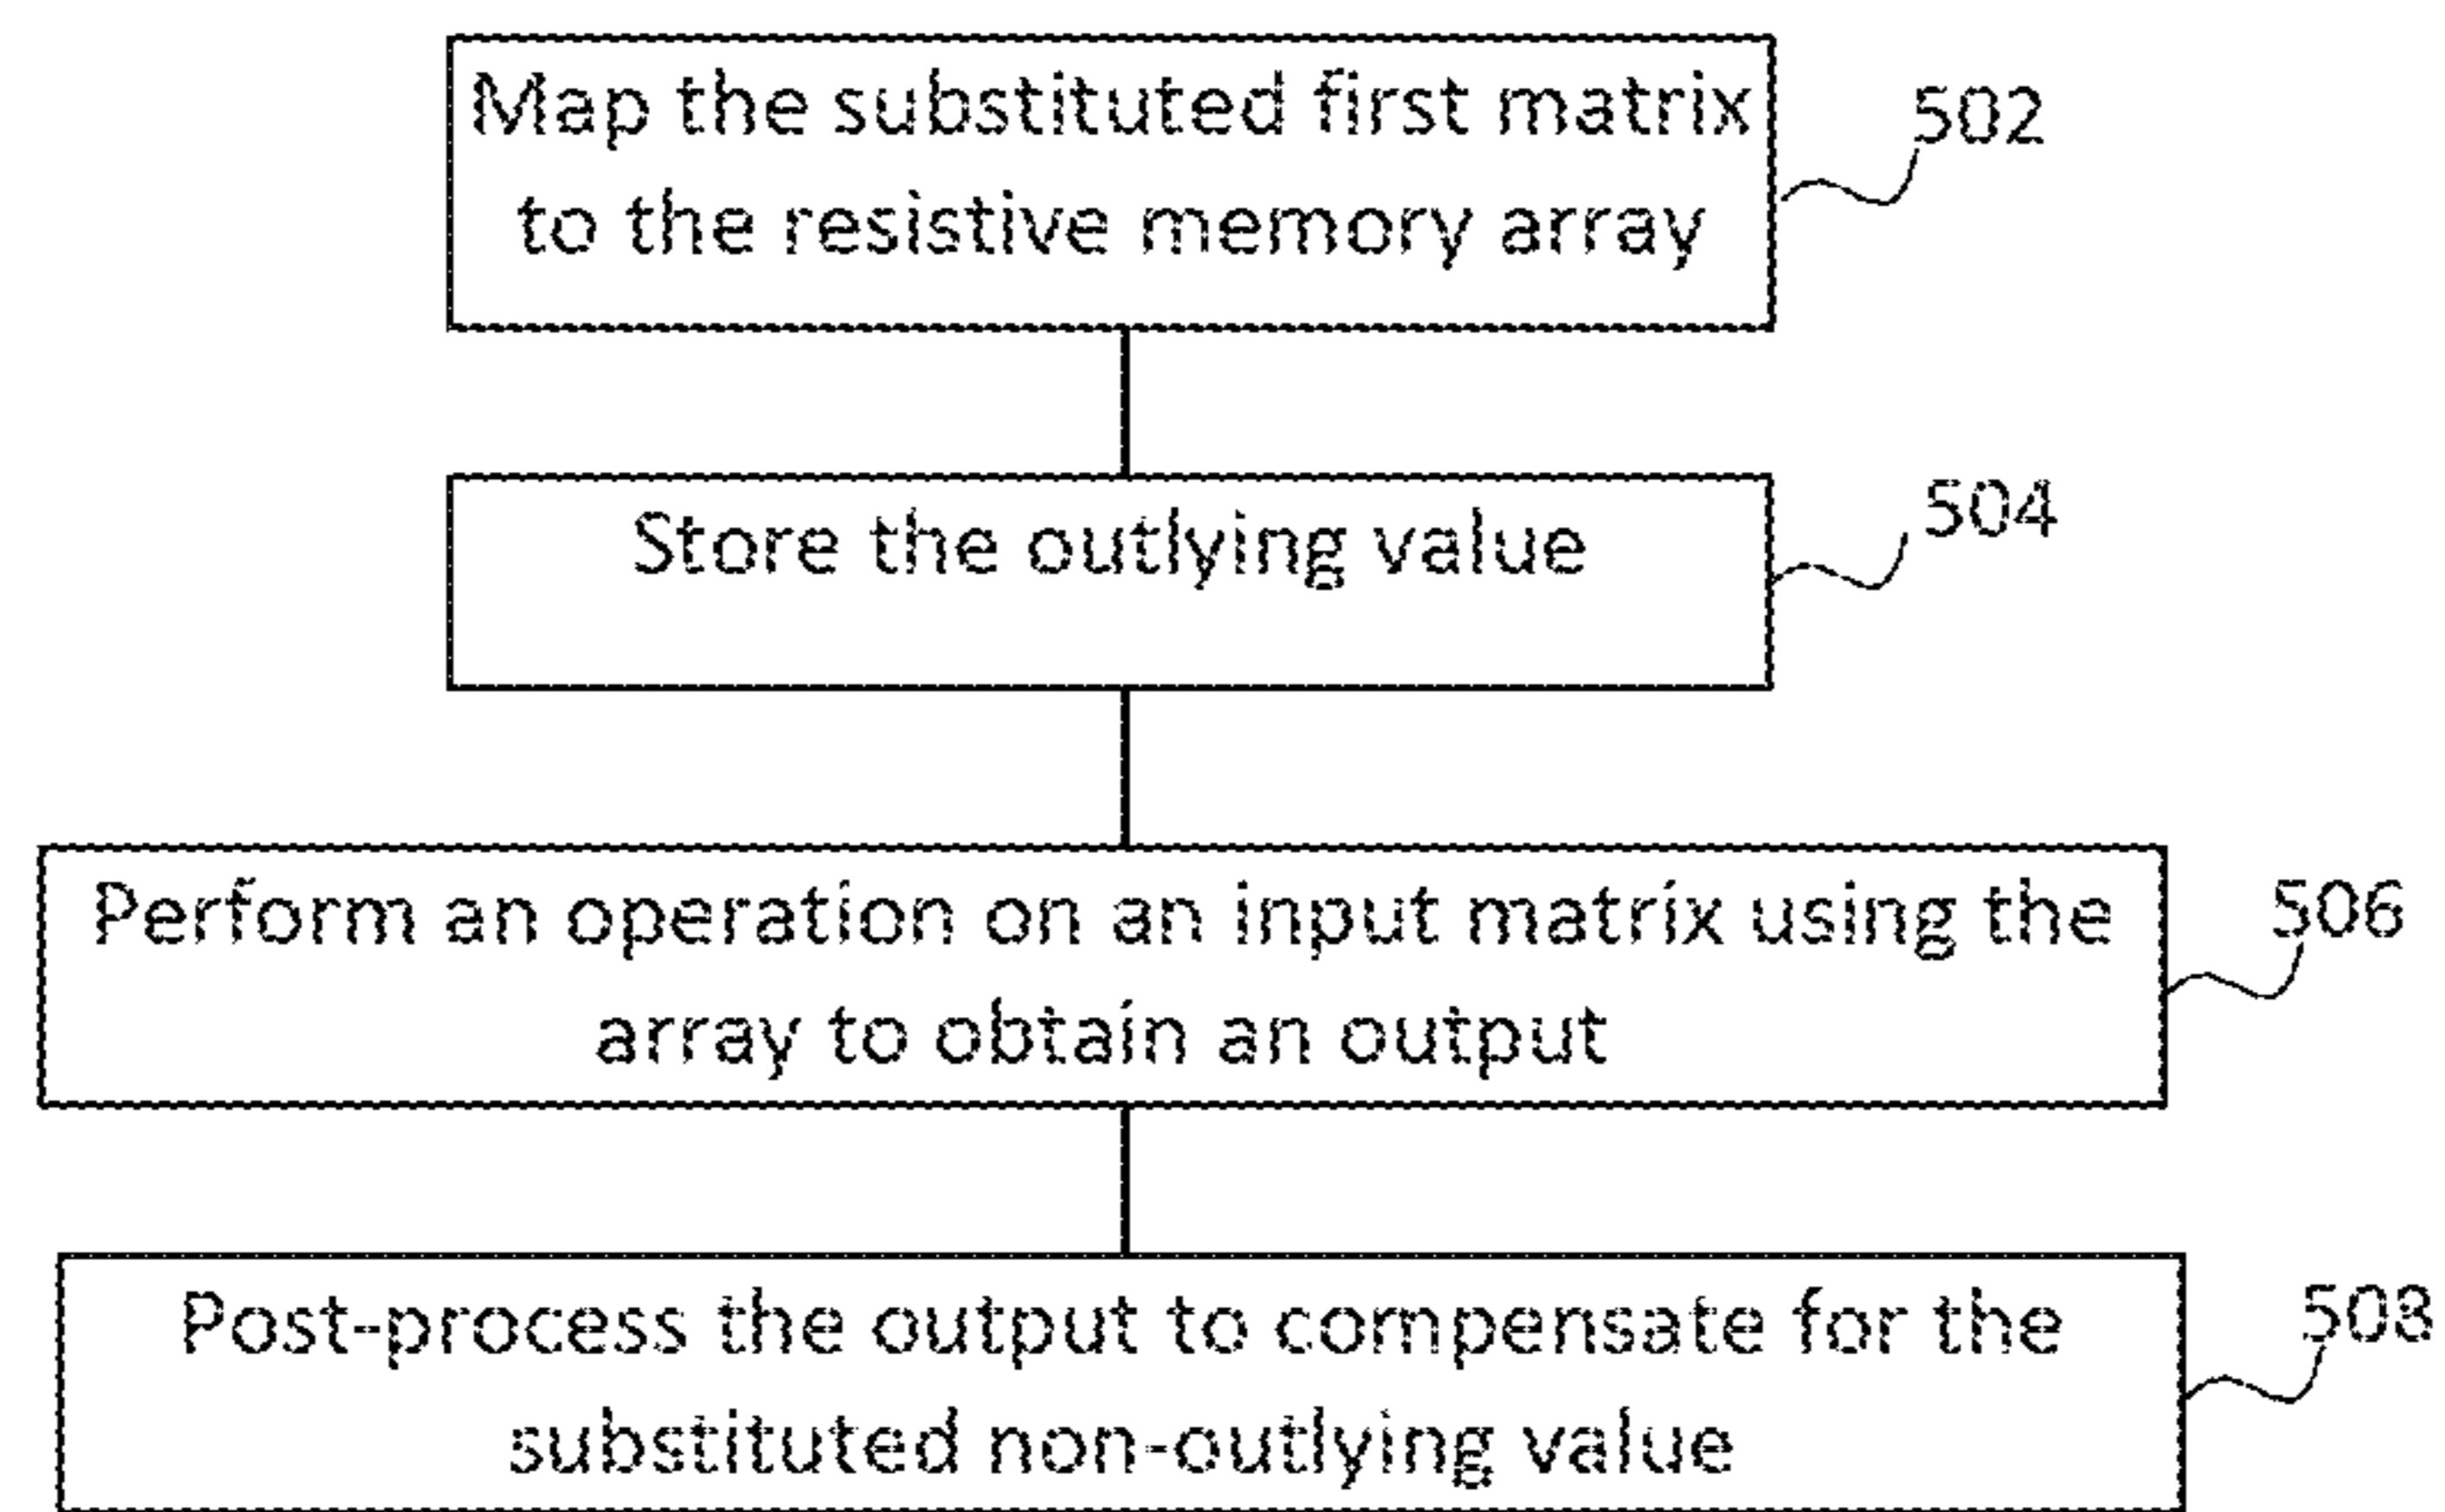 Map the substituted first matrix
to the resistive memory array
502
Store the outlying value
504
Perform an operation on an input matrix using the
array to obtain an output
506
Post-process the output to compensate for the
substituted non-outlying value
508